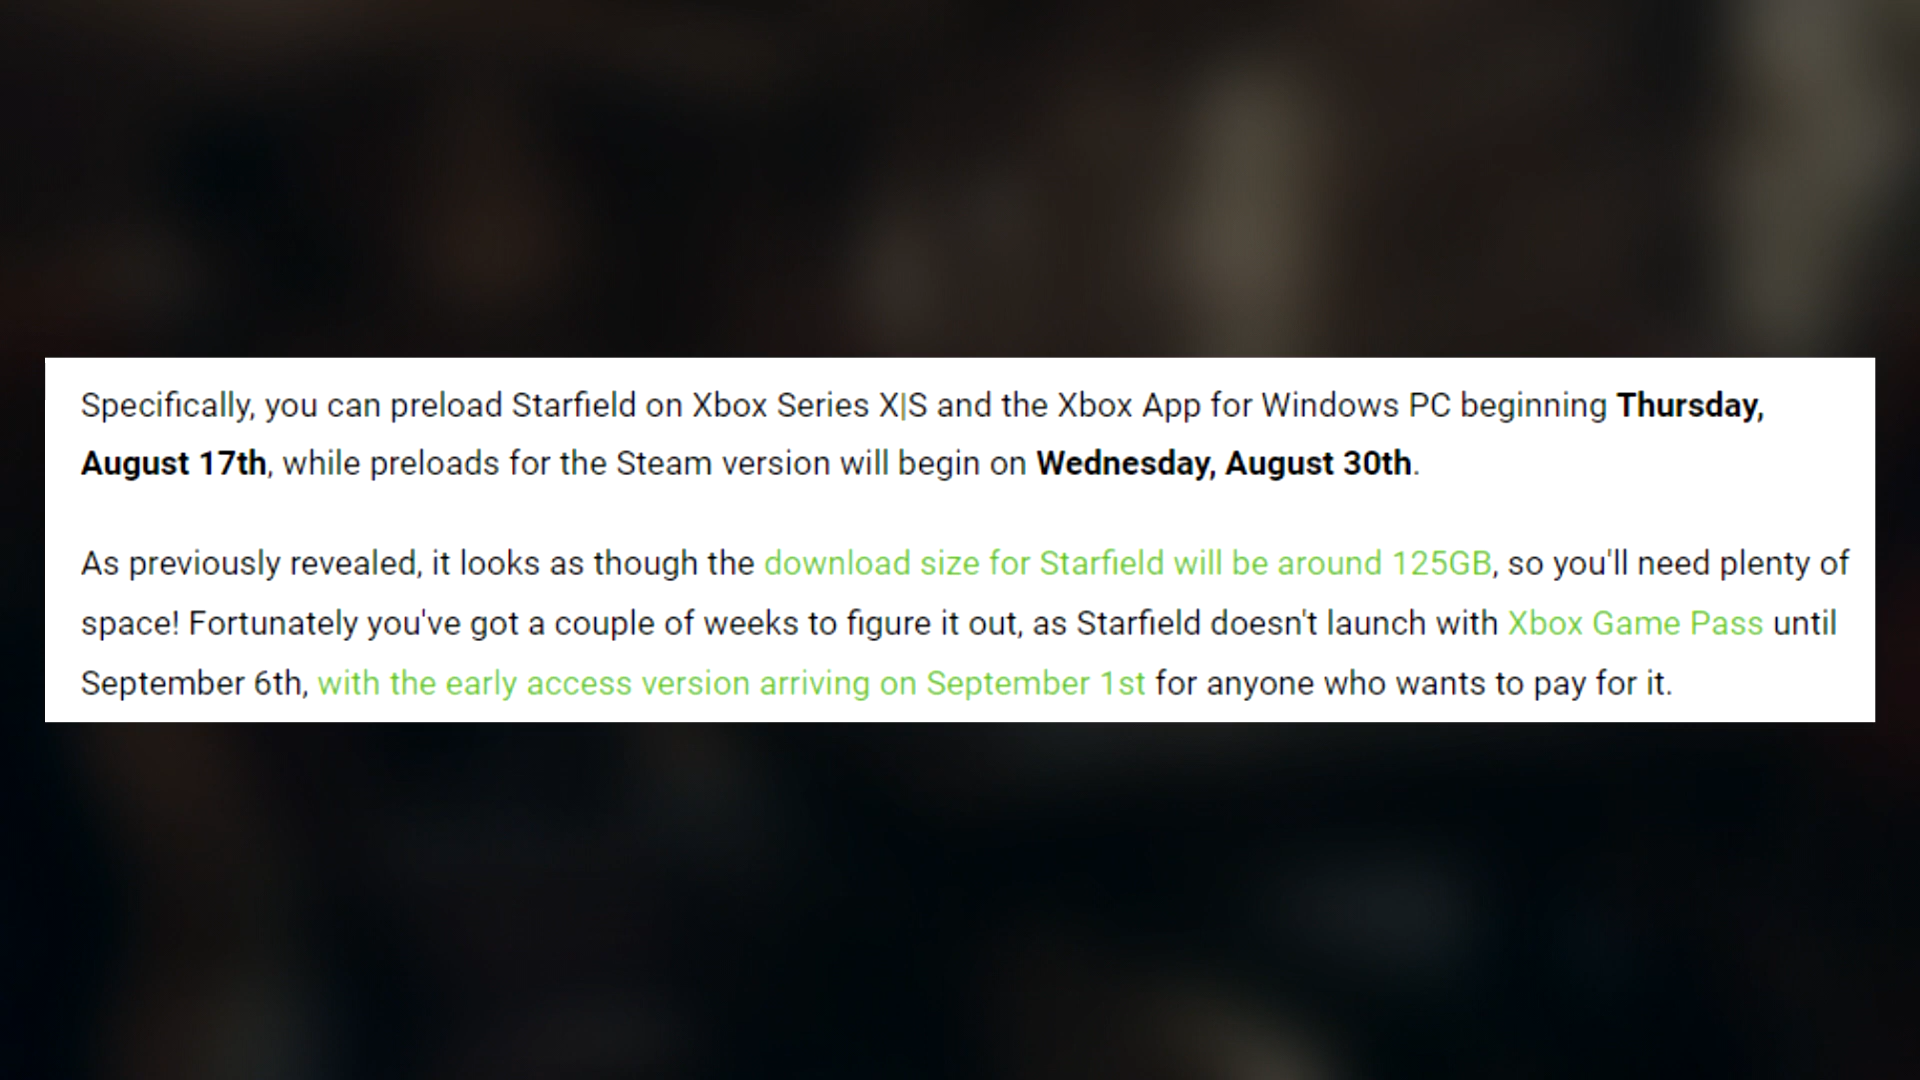 Specifically, you can preload Starfield on Xbox Series X|S and the Xbox App for Windows PC beginning Thursday,
August 17th, while preloads for the Steam version will begin on Wednesday, August 30th.
As previously revealed, it looks as though the download size for Starfield will be around 125GB, so you'll need plenty of
space! Fortunately you've got a couple of weeks to figure it out, as Starfield doesn't launch with Xbox Game Pass until
September 6th, with the early access version arriving on September 1st for anyone who wants to pay for it.